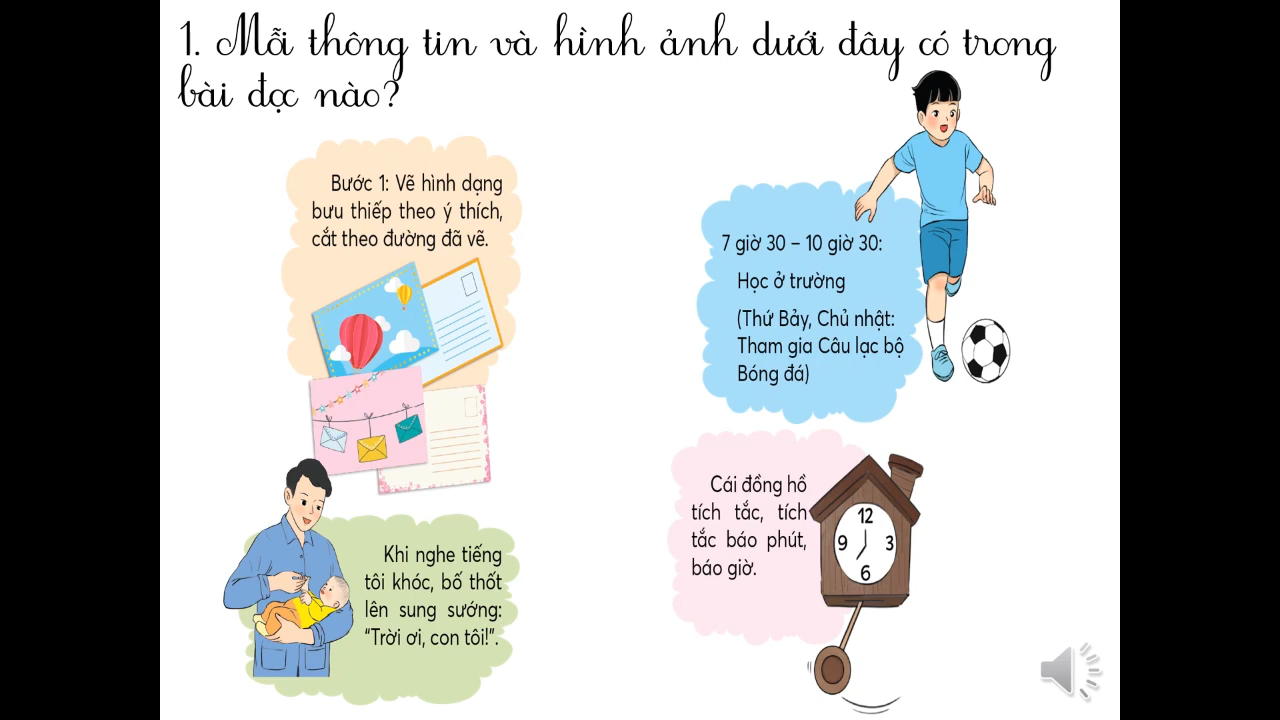 1. Mỗi thông tin và hình ảnh dưới đây có trong
bài đọc nào?
Bước 1: Vẽ hình dạng
bưu thiếp theo ý thích,
cắt theo đường đã vẽ.
7 giờ 30 – 10 giờ 30:
Học ở trường
(Thứ Bảy, Chủ nhật:
Tham gia Câu lạc bộ
Bóng đá)
Khi nghe tiếng
tôi khóc, bố thốt
lên sung sướng:
“Trời ơi, con tôi!”.
Cái đồng hồ
tích tắc, tích
tắc báo phút,
báo giờ.
12
9 3
6